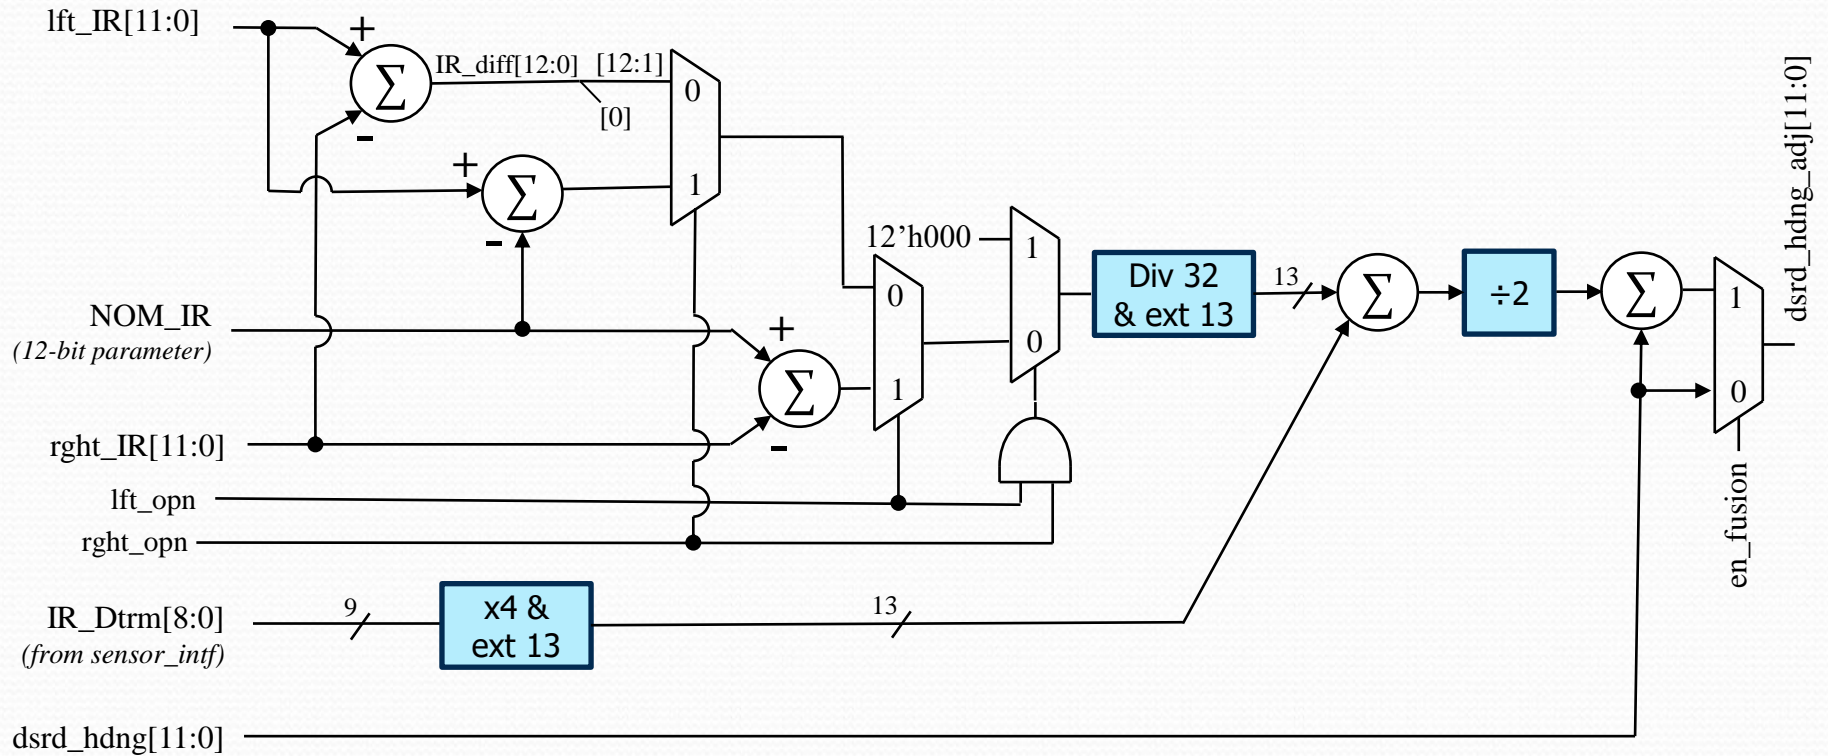 lft_IR[11:0]
+
Σ
-
IR_diff[12:0]
[12:1]
[0]
0
1
+
Σ
-
NOM_IR
(12-bit parameter)
+
Σ
-
rght_IR[11:0]
lft_opn
rght_opn
0
1
12'h000
1
0
Div 32
& ext 13
13
Σ
÷2
Σ
1
0
en_fusion
dsrd_hdng_adj[11:0]
IR_Dtrm[8:0]
(from sensor_intf)
9
x4 &
ext 13
13
dsrd_hdng[11:0]